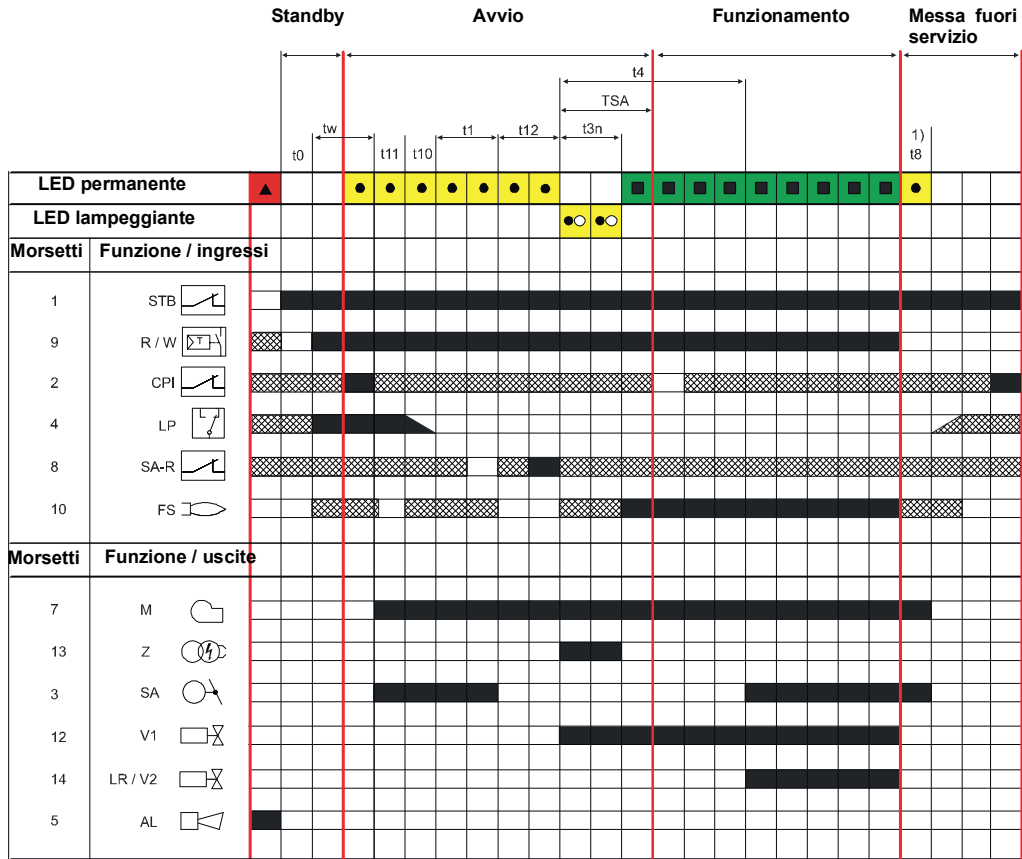 Standby Avvio Funzionamento Messa fuori
servizio
t4
TSA
tw t1 t12 t3n 1)
t0 t11 t10 t8
LED permanente
LED lampeggiante
Morsetti Funzione / ingressi
1 STB
9 R / W T
2 CPI
4 LP
8 SA-R
10 FS
Morsetti Funzione / uscite
7 M
13 Z
3 SA
12 V1
14 LR / V2
5 AL